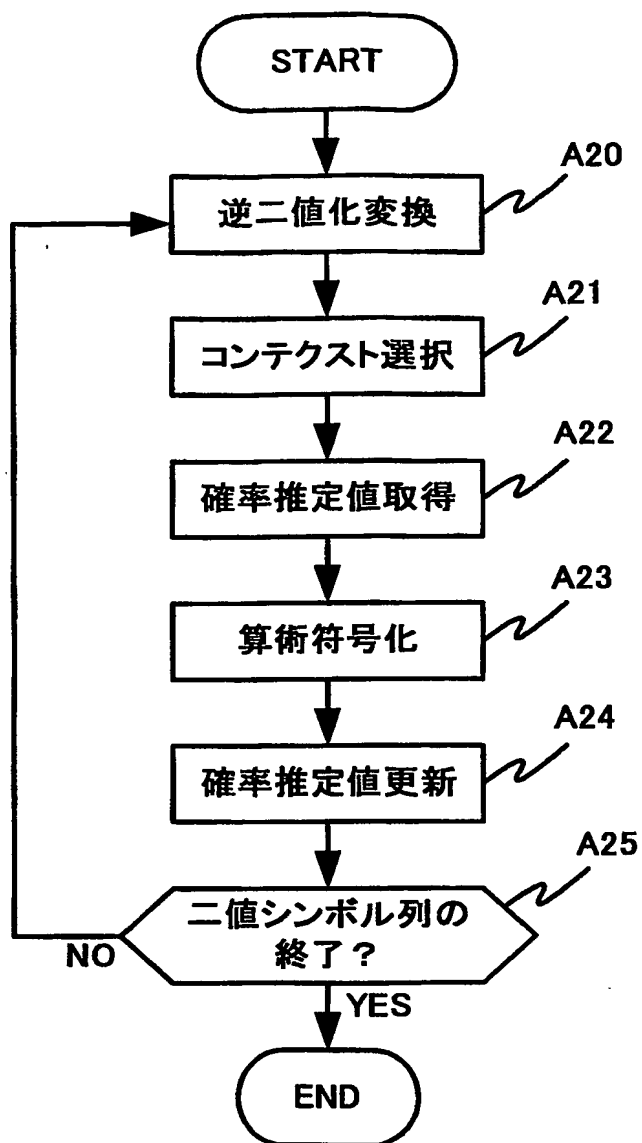 START
A20
逆二値化変換
A21
コンテクスト選択
A22
確率推定値取得
A23
算術符号化
A24
確率推定値更新
A25
二値シンボル列の
終了?
NO
YES
END